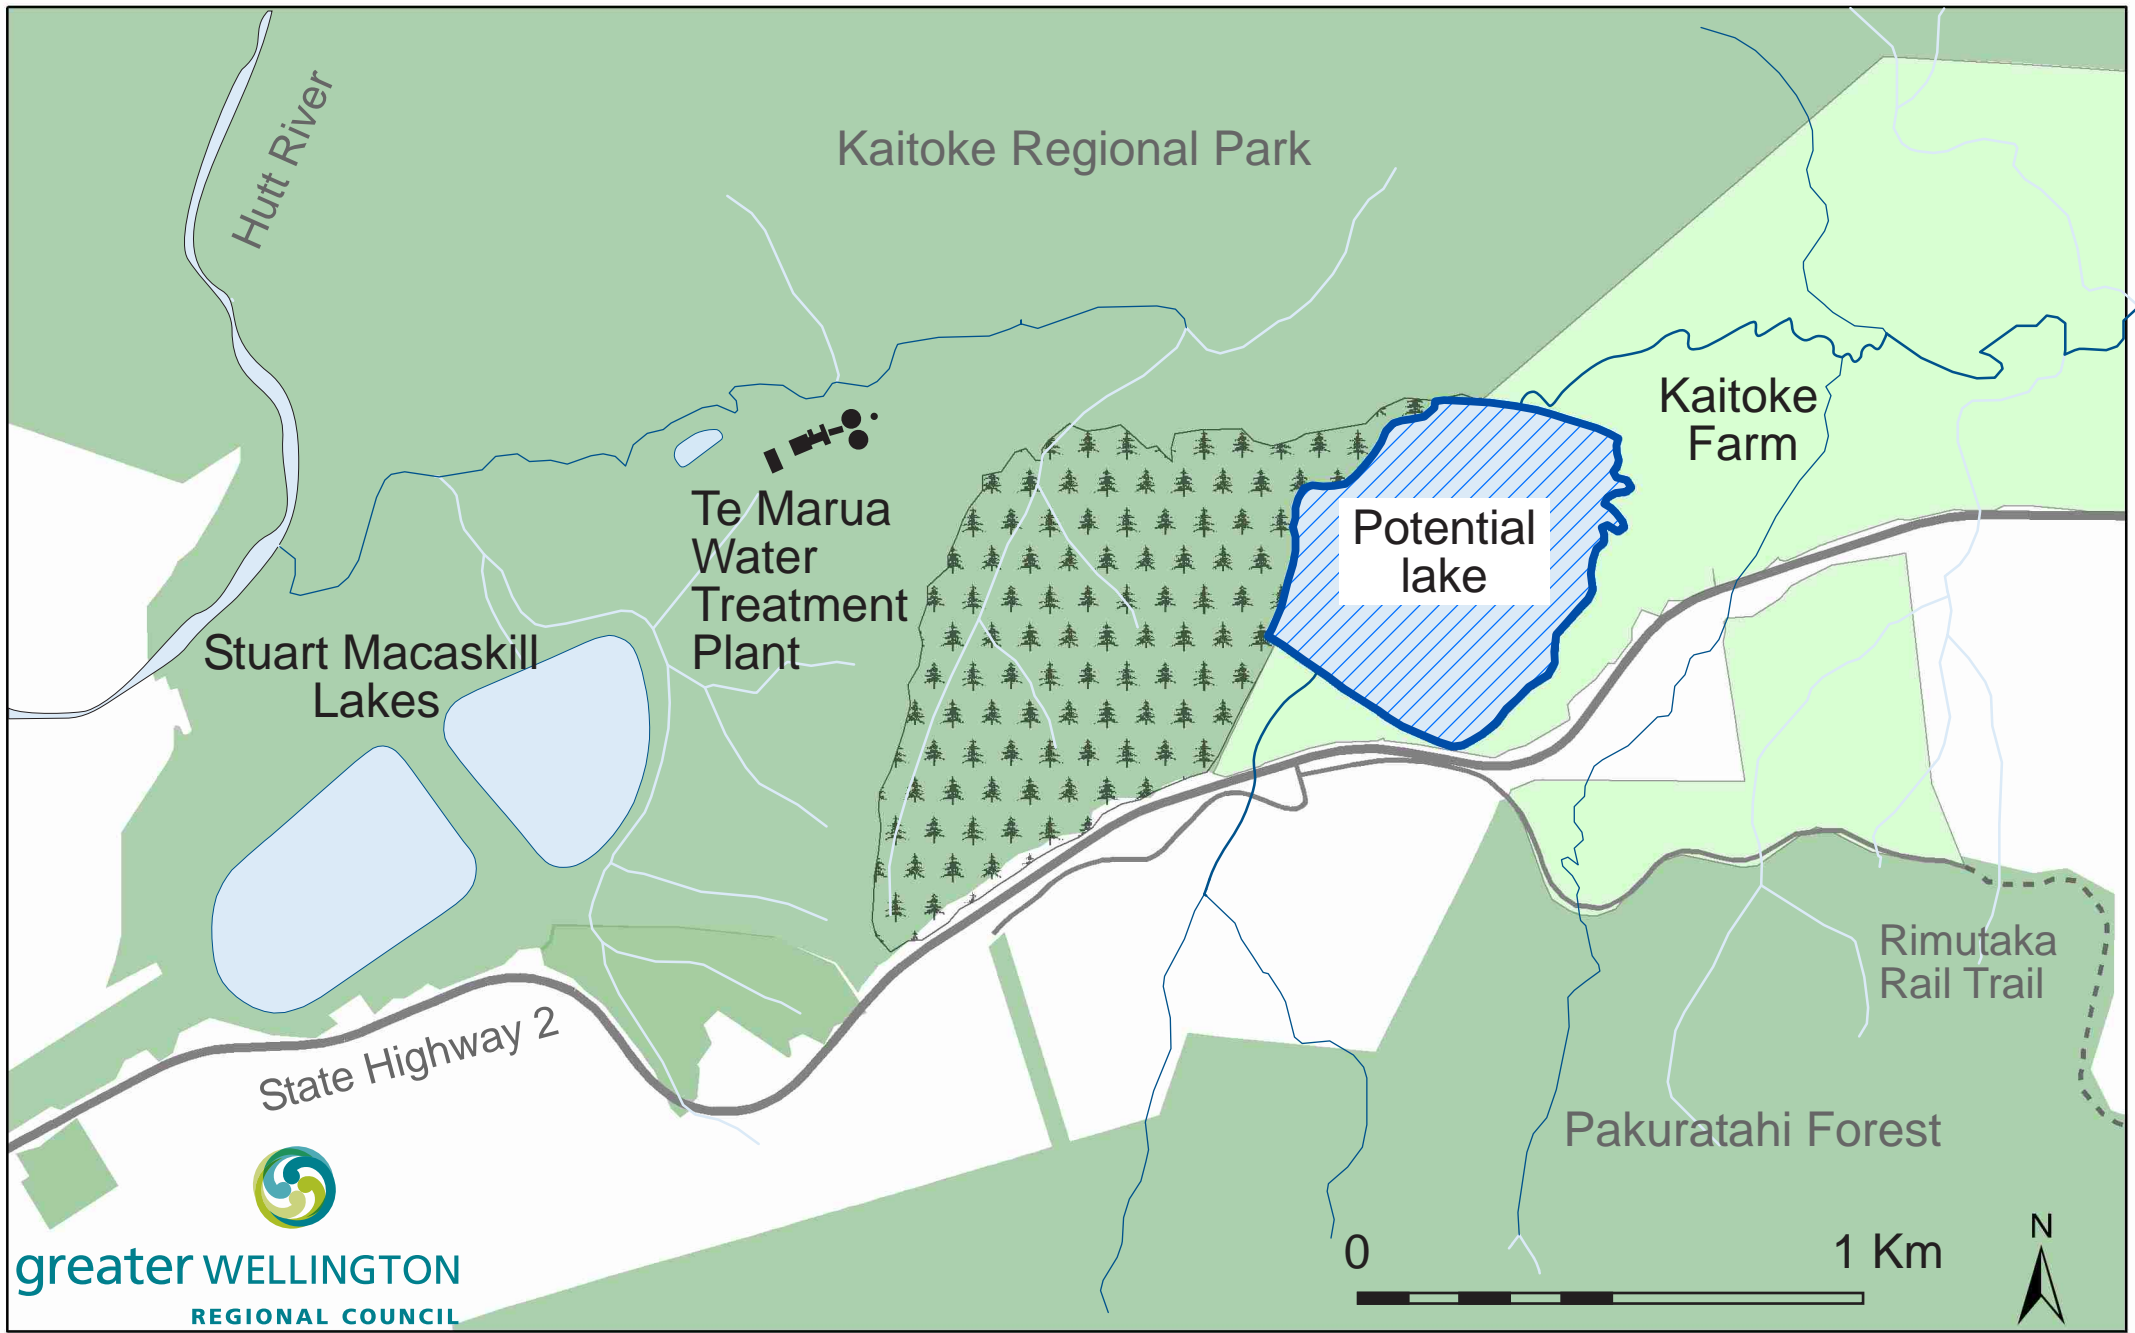 Hutt River
Kaitoke Regional Park
Kaitoke
Farm
Te Marua
Water
Treatment
Plant
Potential
lake
Stuart Macaskill
Lakes
State Highway 2
Rimutaka
Rail Trail
Pakuratahi Forest
greater WELLINGTON
REGIONAL COUNCIL
0
1 Km
N